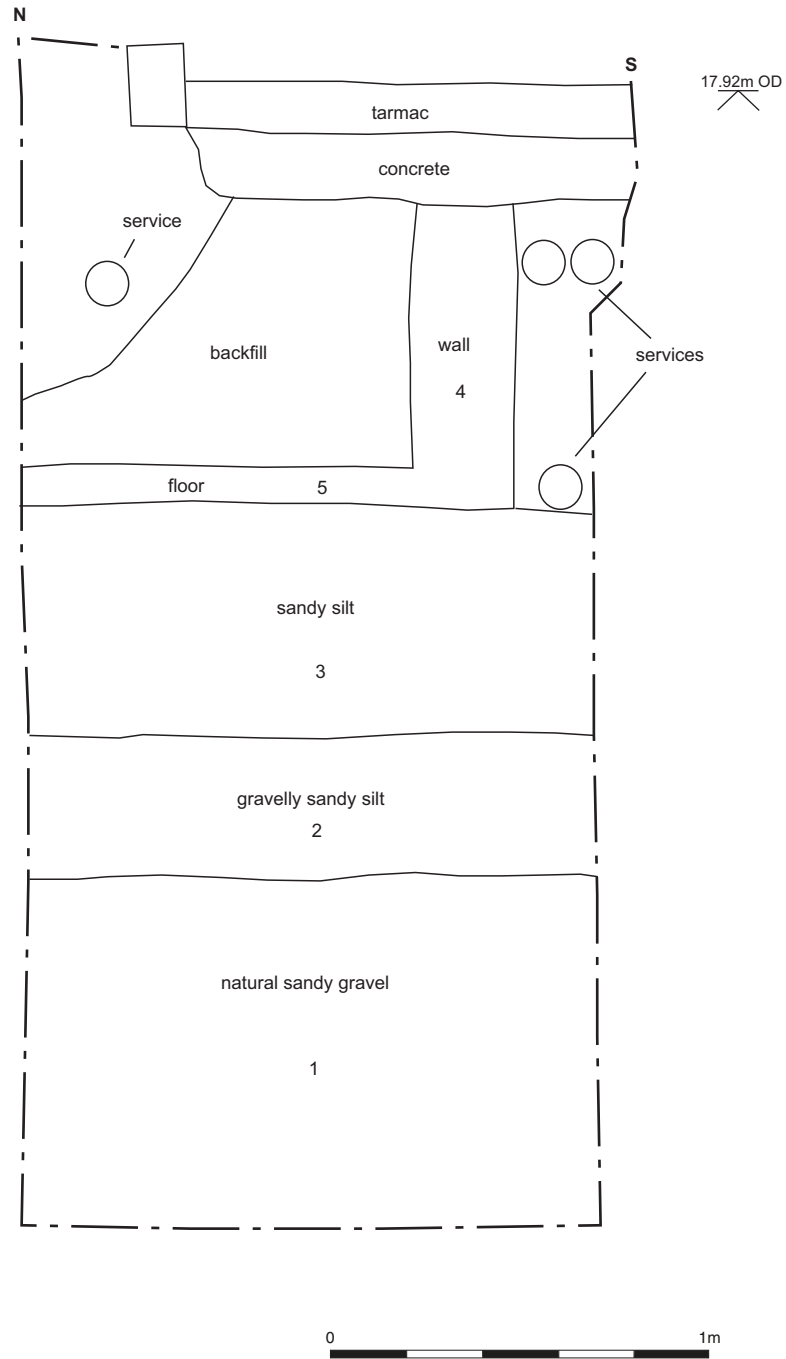 N
S
17.92m OD
tarmac
concrete
service
backfill
wall
4
services
floor 5
sandy silt
3
gravelly sandy silt
2
natural sandy gravel
1
0 1m